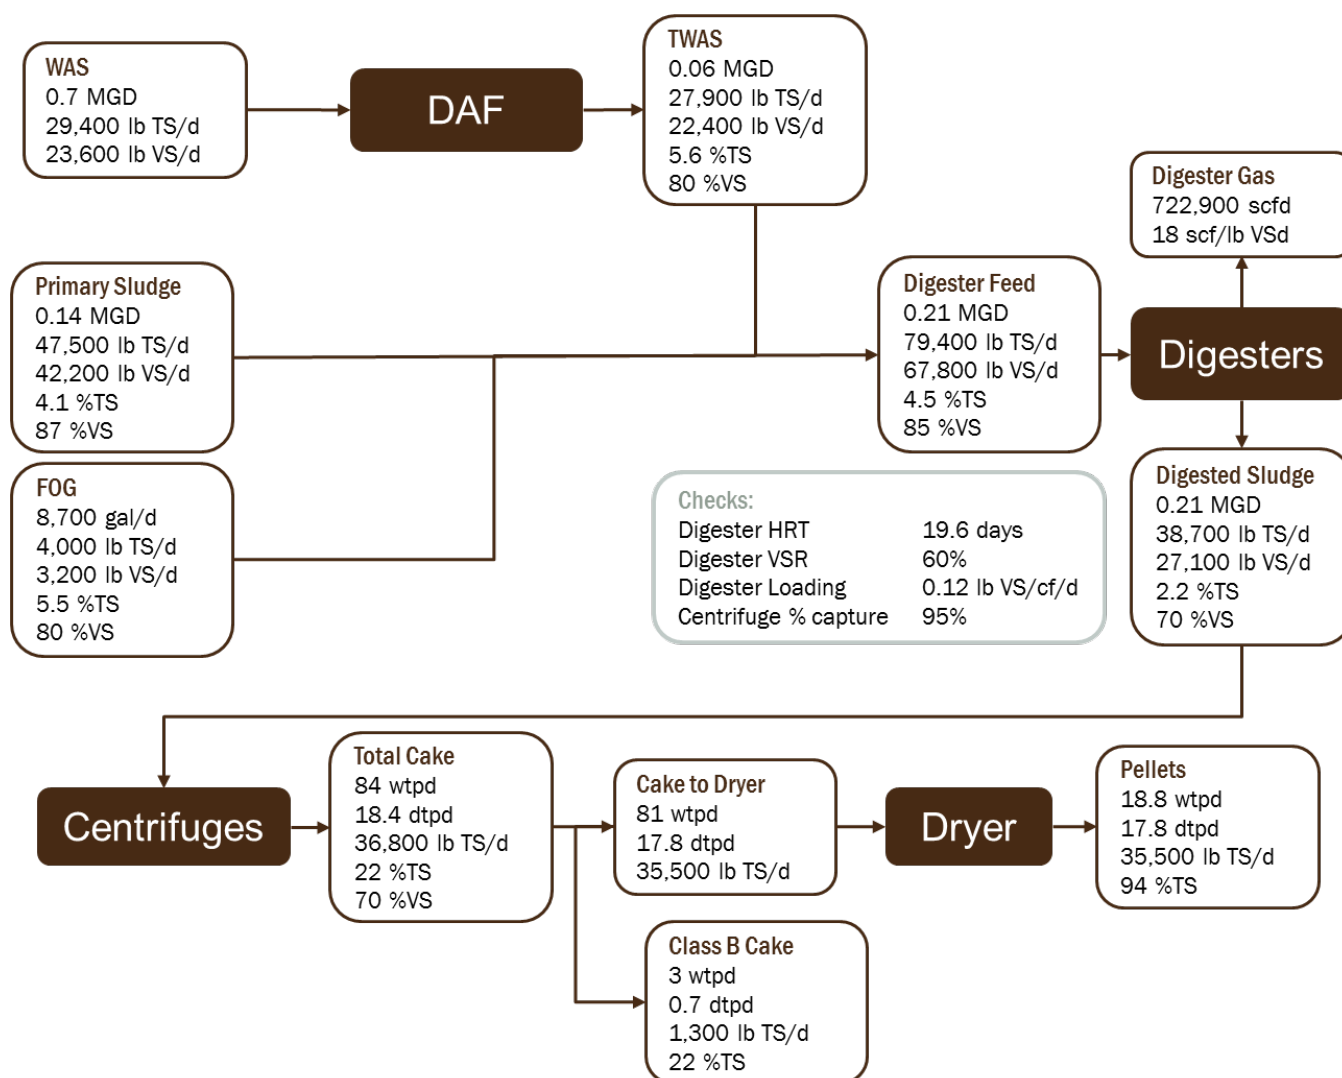 WAS
0.7 MGD
29,400 lb TS/d
23,600 lb VS/d
DAF
TWAS
0.06 MGD
27,900 lb TS/d
22,400 lb VS/d
5.6 %TS
80 %VS
Primary Sludge
0.14 MGD
47,500 lb TS/d
42,200 lb VS/d
4.1 %TS
87 %VS
FOG
8,700 gal/d
4,000 lb TS/d
3,200 lb VS/d
5.5 %TS
80 %VS
Digester Feed
0.21 MGD
79,400 lb TS/d
67,800 lb VS/d
4.5 %TS
85 %VS
Digester Gas
722,900 scfd
18 scf/lb VSd
Digesters
Digested Sludge
0.21 MGD
38,700 lb TS/d
27,100 lb VS/d
2.2 %TS
70 %VS
Checks:
Digester HRT 19.6 days
Digester VSR 60%
Digester Loading 0.12 lb VS/cf/d
Centrifuge % capture 95%
Centrifuges
Total Cake
84 wtpd
18.4 dtpd
36,800 lb TS/d
22 %TS
70 %VS
Cake to Dryer
81 wtpd
17.8 dtpd
35,500 lb TS/d
Dryer
Pellets
18.8 wtpd
17.8 dtpd
35,500 lb TS/d
94 %TS
Class B Cake
3 wtpd
0.7 dtpd
1,300 lb TS/d
22 %TS